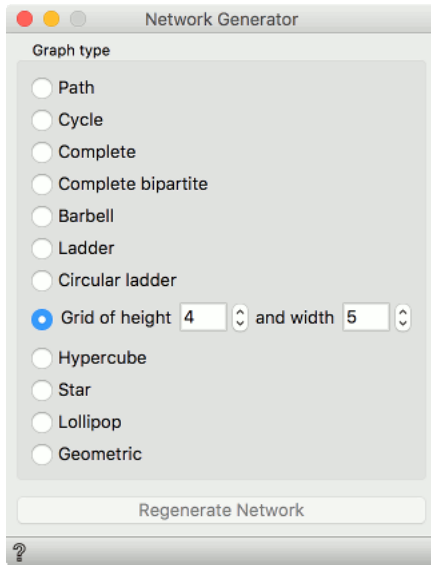 Network Generator
Graph type
Path
Cycle
Complete
Complete bipartite
Barbell
Ladder
Circular ladder
Grid of height 4 and width 5
Hypercube
Star
Lollipop
Geometric
Regenerate Network
?